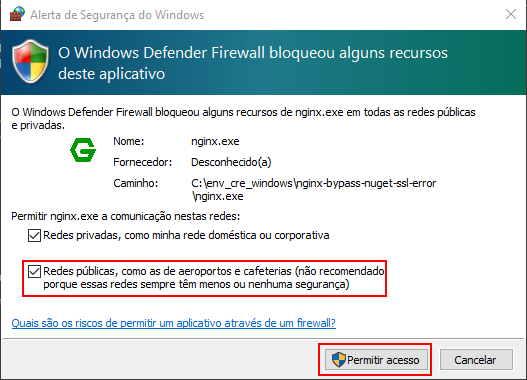 Alerta de Segurança do Windows
O Windows Defender Firewall bloqueou alguns recursos
deste aplicativo
O Windows Defender Firewall bloqueou alguns recursos de nginx.exe em todas as redes públicas
e privadas.
Nome: nginx.exe
Fornecedor: Desconhecido(a)
Caminho: C:\env_cre_windows\nginx-bypass-nuget-ssl-error
\nginx.exe
Permitir nginx.exe a comunicação nestas redes:
Redes privadas, como minha rede doméstica ou corporativa
Redes públicas, como as de aeroportos e cafeterias (não recomendado
porque essas redes sempre têm menos ou nenhuma segurança)
Quais são os riscos de permitir um aplicativo através de um firewall?
Permitir acesso Cancelar